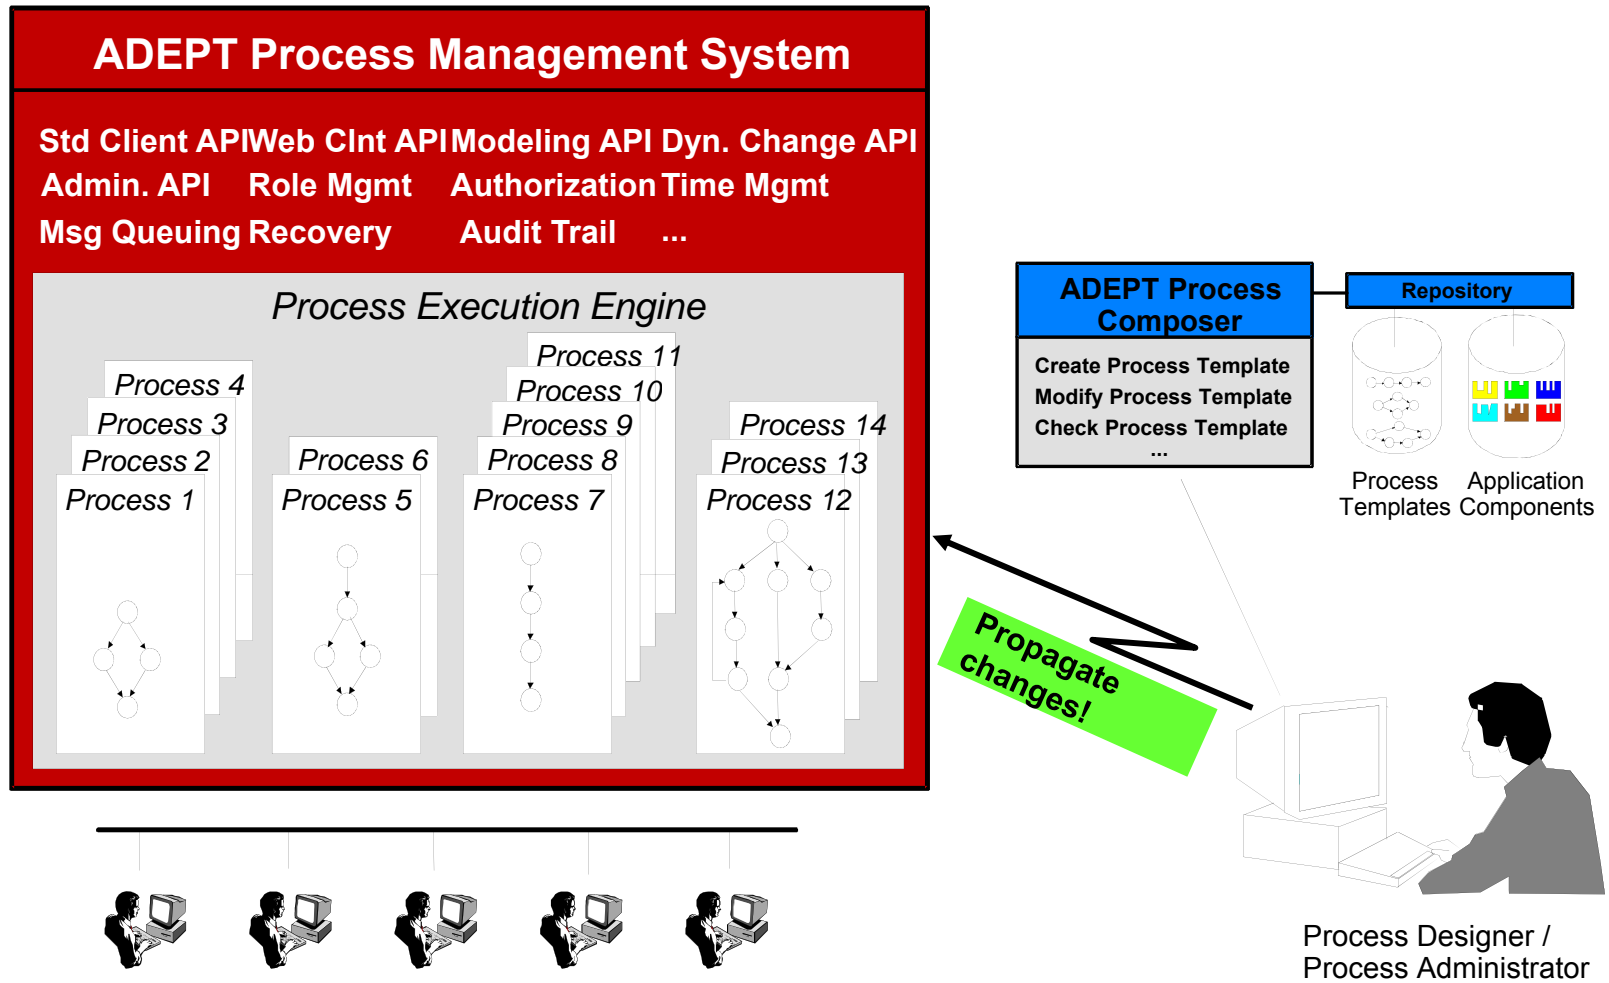 ADEPT Process Management System
Std Client API Web Clnt API Modeling API Dyn. Change API
Admin. API Role Mgmt Authorization Time Mgmt
Msg Queuing Recovery Audit Trail ...
Process Execution Engine
Process 4
Process 3
Process 2
Process 1
Process 6
Process 5
Process 11
Process 10
Process 9
Process 8
Process 7
Process 14
Process 13
Process 12
ADEPT Process
Composer
Create Process Template
Modify Process Template
Check Process Template
...
Repository
Process
Templates
Application
Components
Propagate
changes!
Process Designer /
Process Administrator